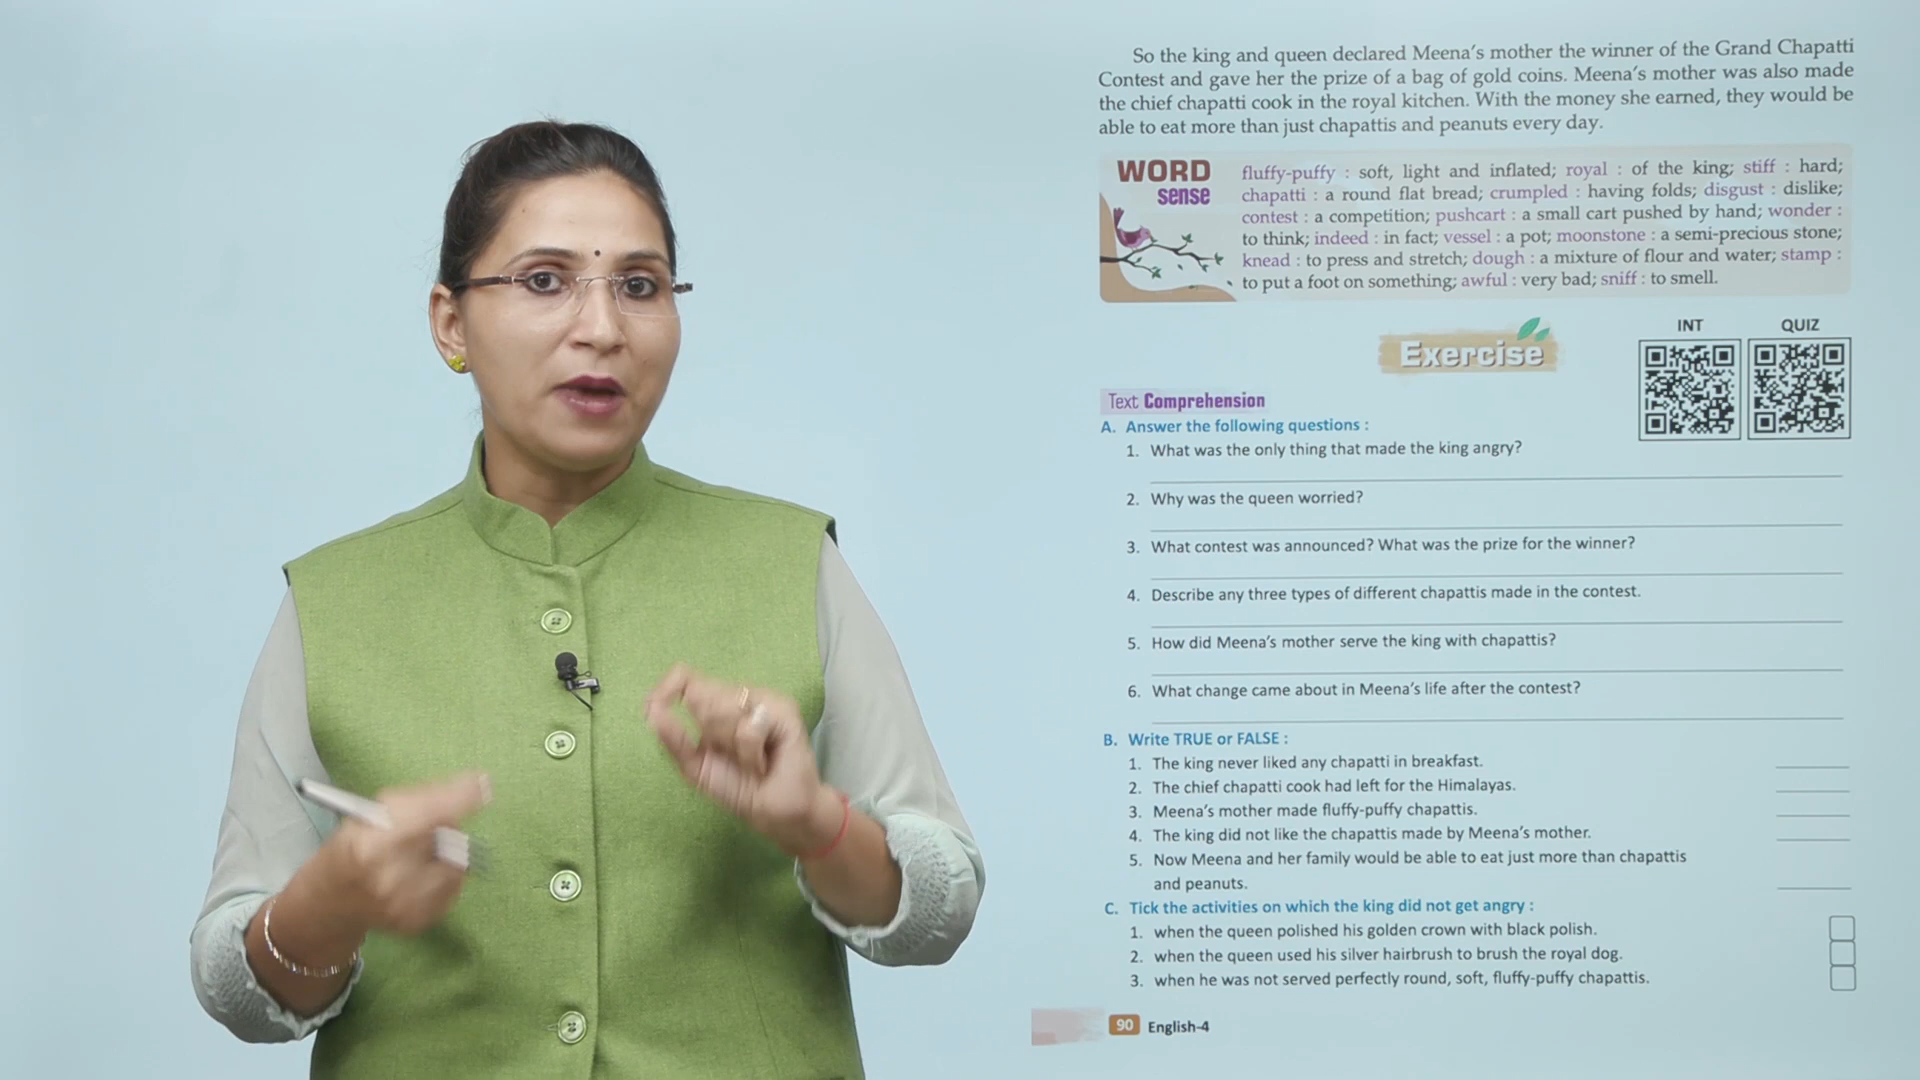 So the king and queen declared Meena's mother the winner of the Grand Chapatti
Contest and gave her the prize of a bag of gold coins. Meena's mother was also made
the chief chapatti cook in the royal kitchen. With the money she earned, they would be
able to eat more than just chapattis and peanuts every day.
WORD
sense
fluffy-puffy : soft, light and inflated; royal : of the king; stiff : hard;
chapatti : a round flat bread; crumpled : having folds; disgust : dislike;
contest : a competition; pushcart : a small cart pushed by hand; wonder :
to think; indeed : in fact; vessel : a pot; moonstone : a semi-precious stone;
knead : to press and stretch; dough : a mixture of flour and water; stamp :
to put a foot on something; awful : very bad; sniff : to smell.
Exercise
INT QUIZ
Text Comprehension
A. Answer the following questions :
1. What was the only thing that made the king angry?
2. Why was the queen worried?
3. What contest was announced? What was the prize for the winner?
4. Describe any three types of different chapattis made in the contest.
5. How did Meena's mother serve the king with chapattis?
6. What change came about in Meena's life after the contest?
B. Write TRUE or FALSE :
1. The king never liked any chapatti in breakfast.
2. The chief chapatti cook had left for the Himalayas.
3. Meena's mother made fluffy-puffy chapattis.
4. The king did not like the chapattis made by Meena's mother.
5. Now Meena and her family would be able to eat just more than chapattis
and peanuts.
C. Tick the activities on which the king did not get angry :
1. when the queen polished his golden crown with black polish.
2. when the queen used his silver hairbrush to brush the royal dog.
3. when he was not served perfectly round, soft, fluffy-puffy chapattis.
90 English-4